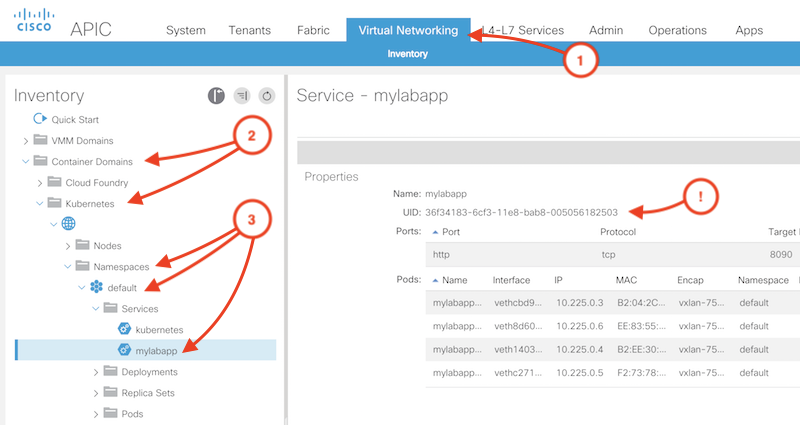 CISCO APIC System Tenants Fabric Virtual Networking L4-L7 Services Admin Operations Apps
Inventory
1
Inventory
Quick Start
VMM Domains
Container Domains
Cloud Foundry
Kubernetes
Nodes
Namespaces
default
Services
kubernetes
mylabapp
Deployments
Replica Sets
Pods
2
3
Service - mylabapp
Properties
!
Name: mylabapp
UID: 36f34183-6cf3-11e8-bab8-005056182503
Ports: Port Protocol Target
http tcp 8090
Pods: Name Interface IP MAC Encap Namespace
mylabapp... vethcbd9... 10.225.0.3 B2:04:2C... vxlan-75... default
mylabapp... veth8d60... 10.225.0.6 EE:83:55:... vxlan-75... default
mylabapp... veth1403... 10.225.0.4 B2:EE:30:... vxlan-75... default
mylabapp... vethc271... 10.225.0.5 F2:73:78:... vxlan-75... default